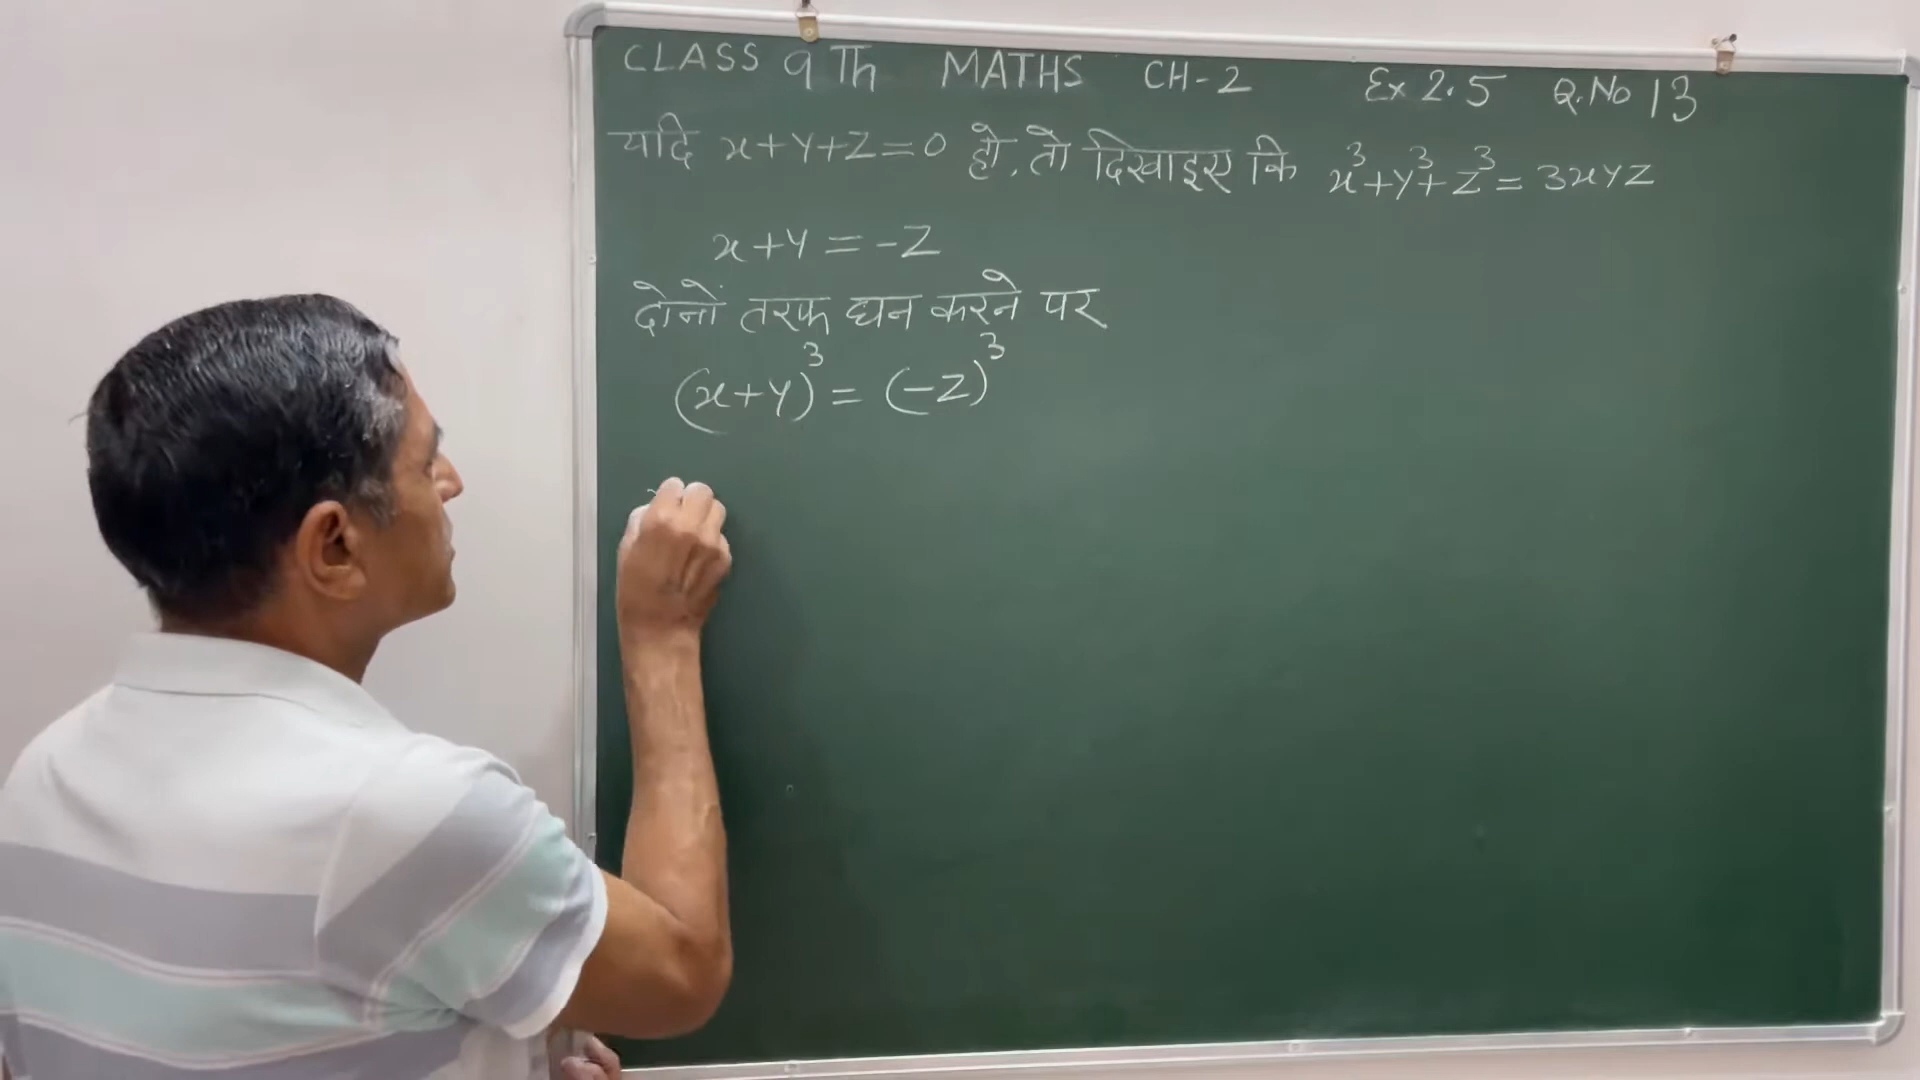 CLASS 9Th MATHS CH-2 Ex 2.5 Q.No 13
यदि x+y+z=0 हो, तो दिखाइए कि x³+y³+z³= 3xyz
x+y=-z
दोनों तरफ घन करने पर
(x+y)³=(-z)³